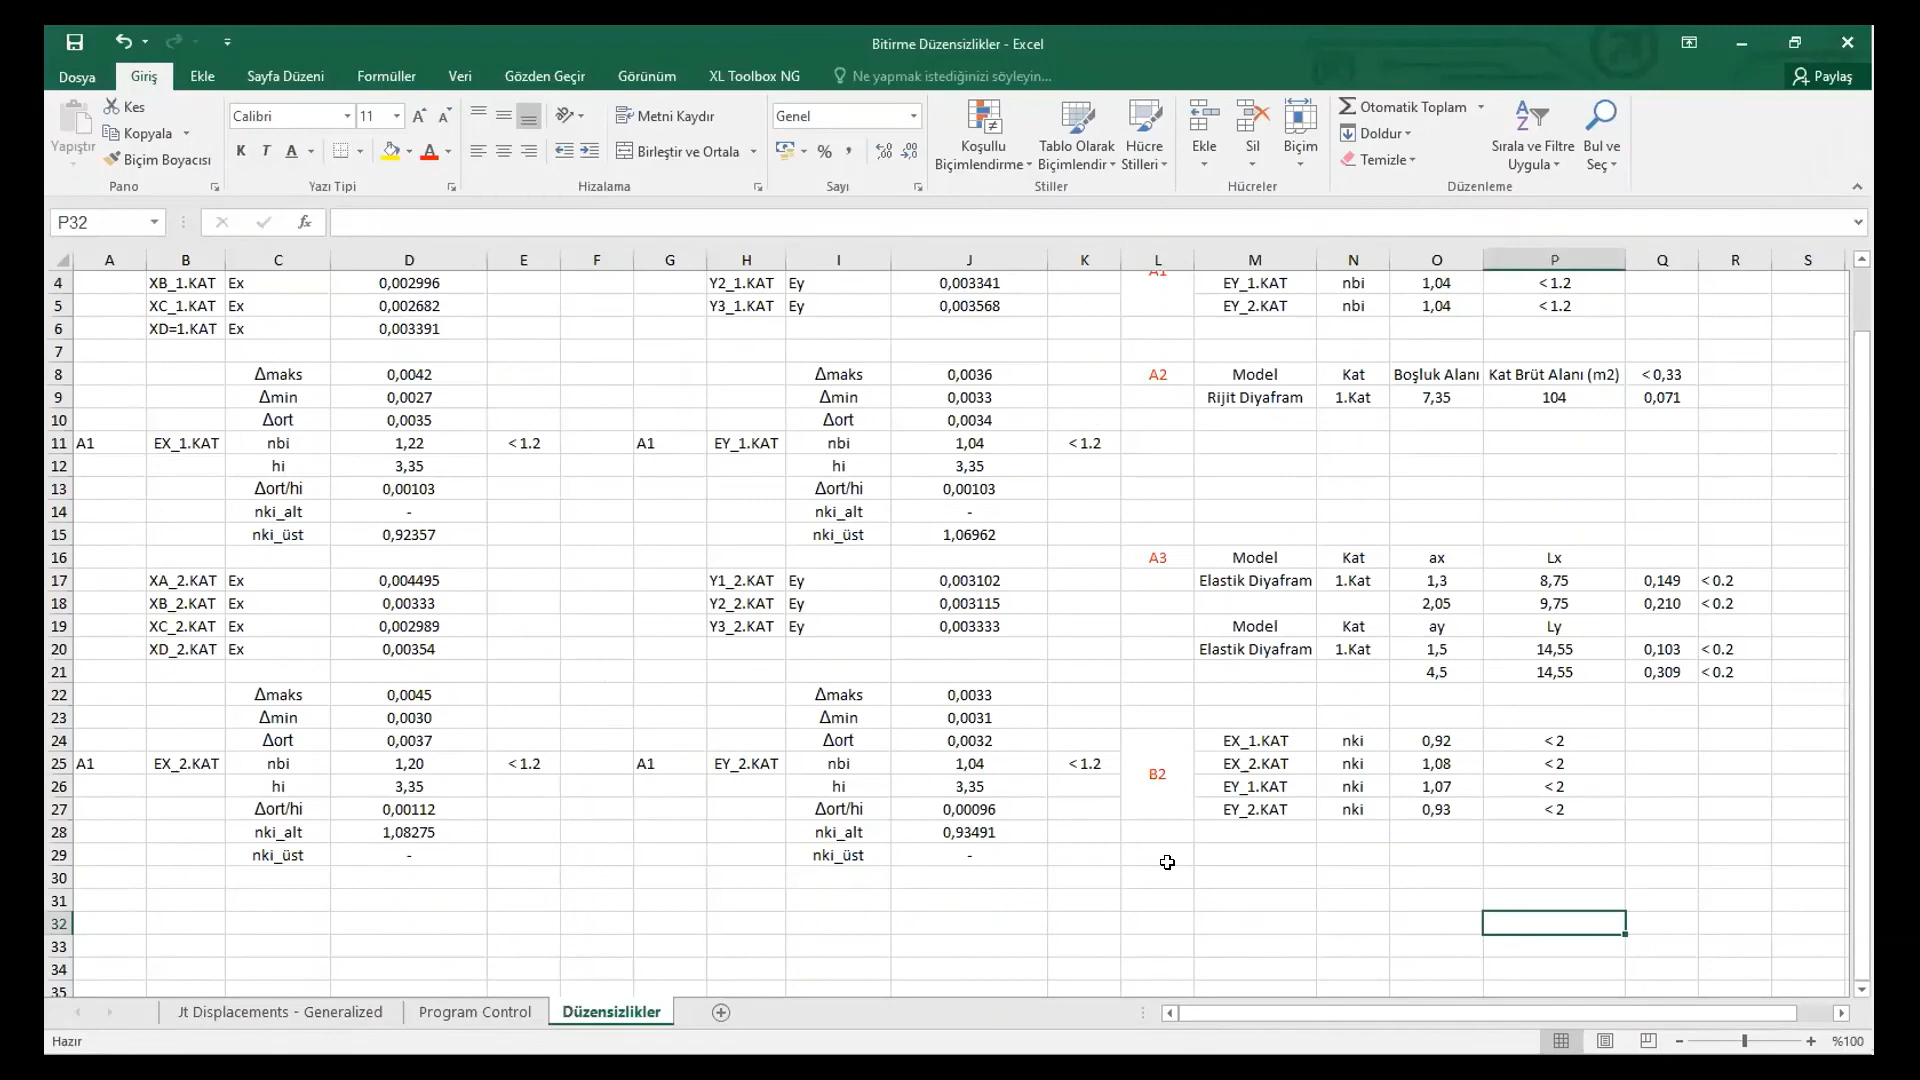 Bitirme Düzensizlikler - Excel
Dosya Giriş Ekle Sayfa Düzeni Formüller Veri Gözden Geçir Görünüm XL Toolbox NG Ne yapmak istediğinizi söyleyin... Paylaş
Yapıştır
Kes
Kopyala
Biçim Boyacısı
Pano
Calibri 11
K T A
Yazı Tipi
Metni Kaydır
Birleştir ve Ortala
Hizalama
Genel
Sayı
Koşullu Biçimlendirme
Tablo Olarak Biçimlendir
Hücre Stilleri
Stiller
Ekle
Sil
Biçim
Hücreler
Otomatik Toplam
Doldur
Temizle
Sırala ve Filtre Uygula
Bul ve Seç
Düzenleme
P32 fx
A B C D E F G H I J K L M N O P Q R S
4 XB_1.KAT Ex 0,002996 Y2_1.KAT Ey 0,003341 A1 EY_1.KAT nbi 1,04 < 1.2
5 XC_1.KAT Ex 0,002682 Y3_1.KAT Ey 0,003568 EY_2.KAT nbi 1,04 < 1.2
6 XD=1.KAT Ex 0,003391
7
8 Δmaks 0,0042 Δmaks 0,0036 A2 Model Kat Boşluk Alanı Kat Brüt Alanı (m2) < 0,33
9 Δmin 0,0027 Δmin 0,0033 Rijit Diyafram 1.Kat 7,35 104 0,071
10 Δort 0,0035 Δort 0,0034
11 A1 EX_1.KAT nbi 1,22 < 1.2 A1 EY_1.KAT nbi 1,04 < 1.2
12 hi 3,35 hi 3,35
13 Δort/hi 0,00103 Δort/hi 0,00103
14 nki_alt - nki_alt -
15 nki_üst 0,92357 nki_üst 1,06962
16 A3 Model Kat ax Lx
17 XA_2.KAT Ex 0,004495 Y1_2.KAT Ey 0,003102 Elastik Diyafram 1.Kat 1,3 8,75 0,149 < 0.2
18 XB_2.KAT Ex 0,00333 Y2_2.KAT Ey 0,003115 2,05 9,75 0,210 < 0.2
19 XC_2.KAT Ex 0,002989 Y3_2.KAT Ey 0,003333 Model Kat ay Ly
20 XD_2.KAT Ex 0,00354 Elastik Diyafram 1.Kat 1,5 14,55 0,103 < 0.2
21 4,5 14,55 0,309 < 0.2
22 Δmaks 0,0045 Δmaks 0,0033
23 Δmin 0,0030 Δmin 0,0031
24 Δort 0,0037 Δort 0,0032 EX_1.KAT nki 0,92 < 2
25 A1 EX_2.KAT nbi 1,20 < 1.2 A1 EY_2.KAT nbi 1,04 < 1.2 B2 EX_2.KAT nki 1,08 < 2
26 hi 3,35 hi 3,35 EY_1.KAT nki 1,07 < 2
27 Δort/hi 0,00112 Δort/hi 0,00096 EY_2.KAT nki 0,93 < 2
28 nki_alt 1,08275 nki_alt 0,93491
29 nki_üst - nki_üst -
30
31
32
33
34
35
Jt Displacements - Generalized Program Control Düzensizlikler
Hazır %100